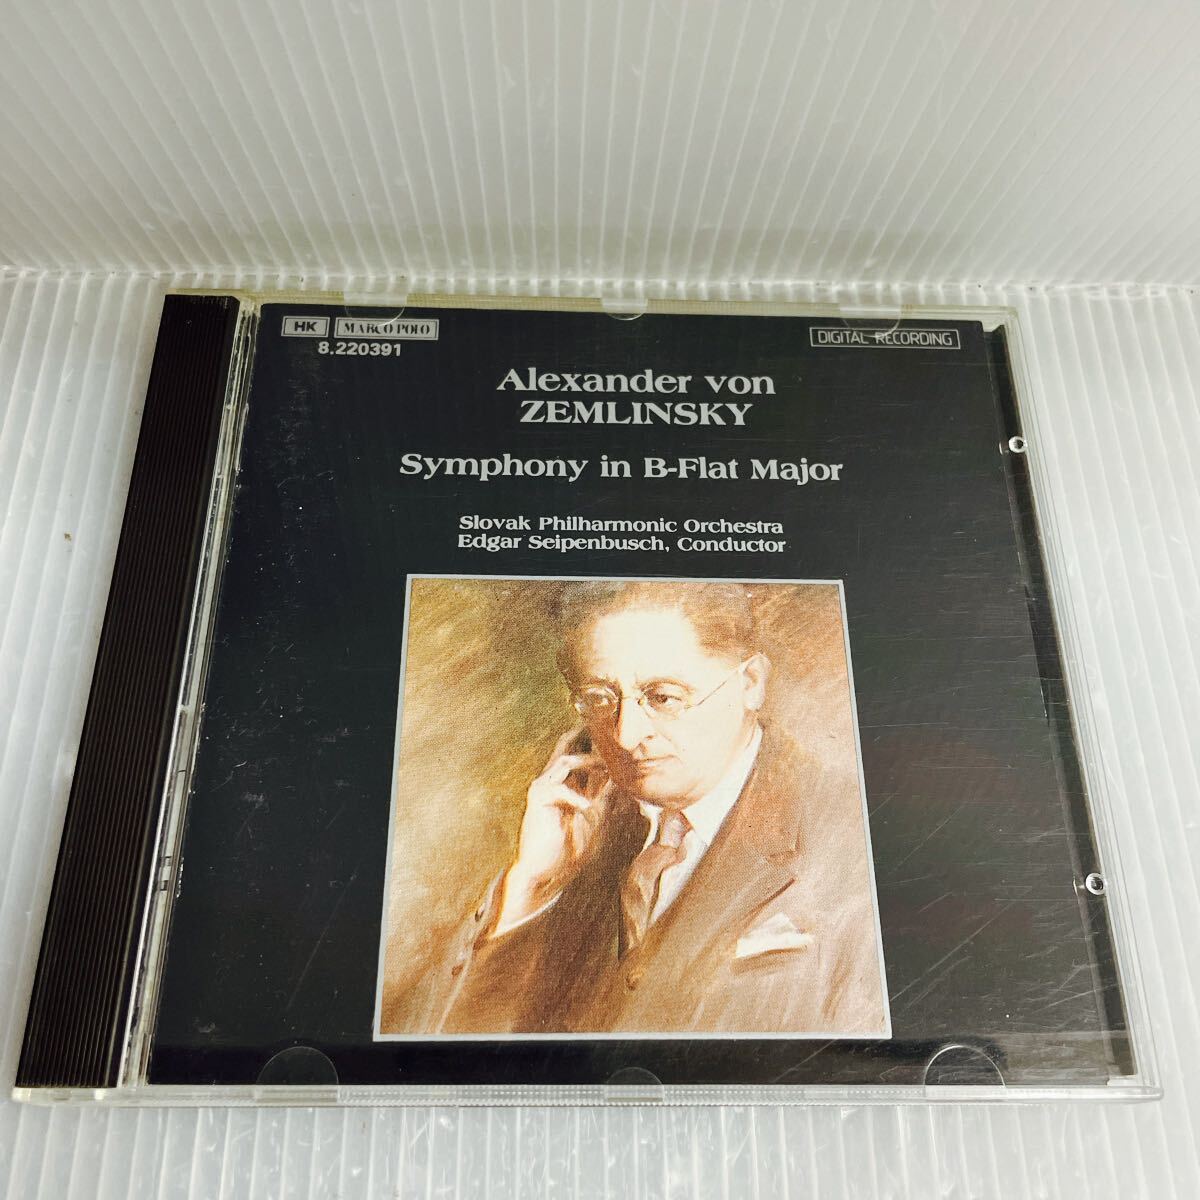 HK MARCO POLO
8.220391
DIGITAL RECORDING
Alexander von
ZEMLINSKY
Symphony in B-Flat Major
Slovak Philharmonic Orchestra
Edgar Seipenbusch, Conductor